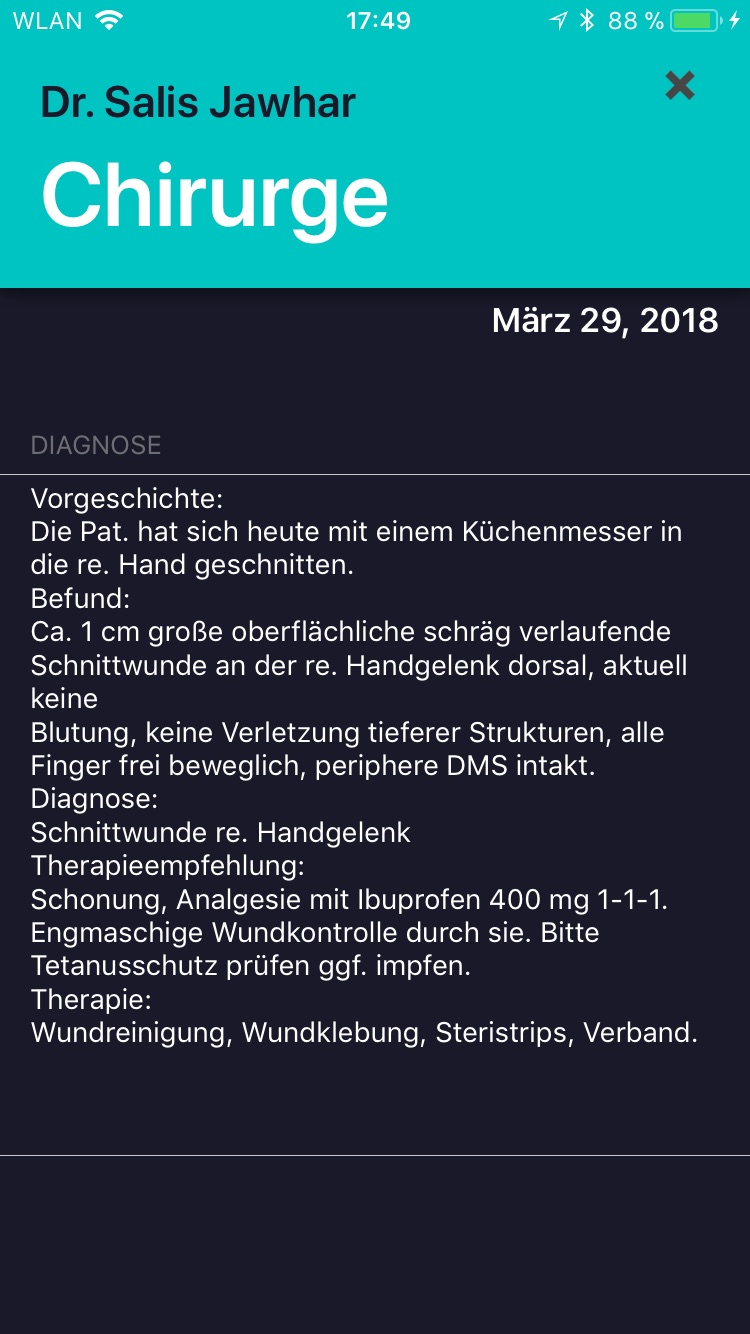 WLAN 17:49 88 %
Dr. Salis Jawhar
Chirurge
März 29, 2018
DIAGNOSE
Vorgeschichte:
Die Pat. hat sich heute mit einem Küchenmesser in
die re. Hand geschnitten.
Befund:
Ca. 1 cm große oberflächliche schräg verlaufende
Schnittwunde an der re. Handgelenk dorsal, aktuell
keine
Blutung, keine Verletzung tieferer Strukturen, alle
Finger frei beweglich, periphere DMS intakt.
Diagnose:
Schnittwunde re. Handgelenk
Therapieempfehlung:
Schonung, Analgesie mit Ibuprofen 400 mg 1-1-1.
Engmaschige Wundkontrolle durch sie. Bitte
Tetanusschutz prüfen ggf. impfen.
Therapie:
Wundreinigung, Wundklebung, Steristrips, Verband.